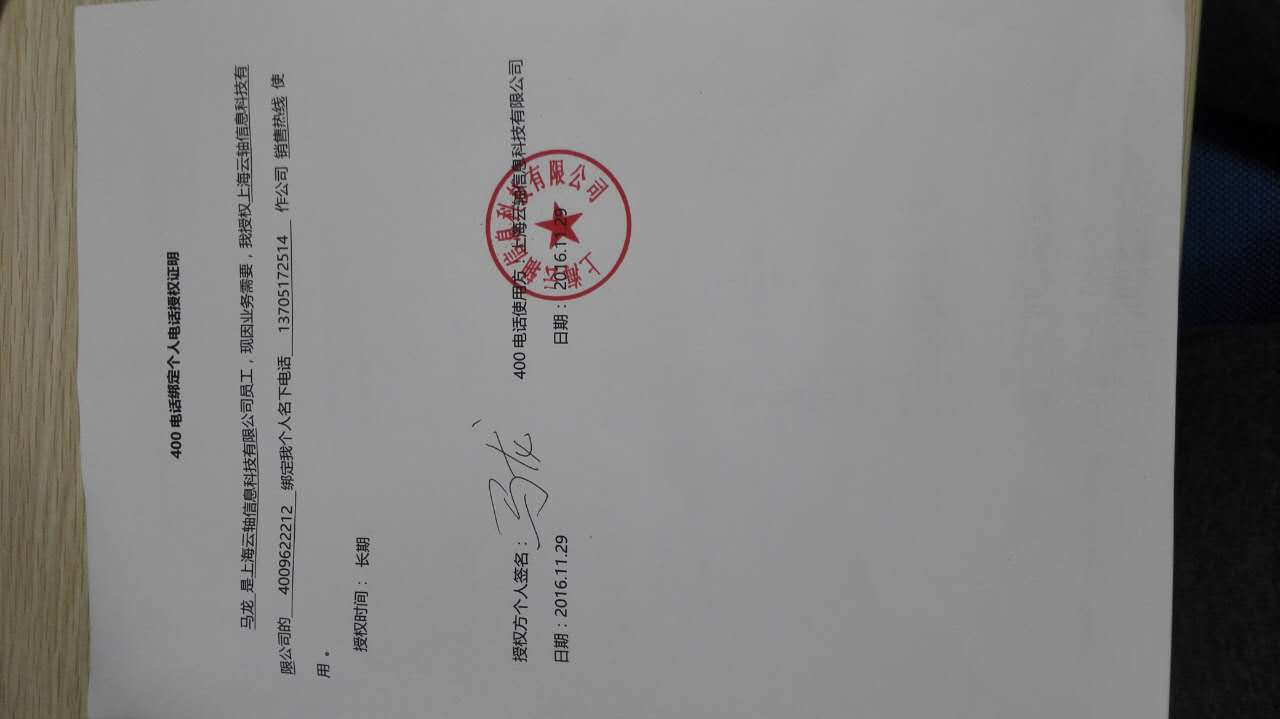 400 电话绑定个人电话授权证明
马龙 是上海云轴信息科技有限公司员工，现因业务需要，我授权上海云轴信息科技有
限公司的 4009622212 绑定我个人名下电话 13705172514 作公司 销售热线 使
用。
授权时间： 长期
授权方个人签名： 马龙 400 电话使用方：上海云轴信息科技有限公司
日期：2016.11.29 日期： 2016.11.29
上海云轴信息科技有限公司